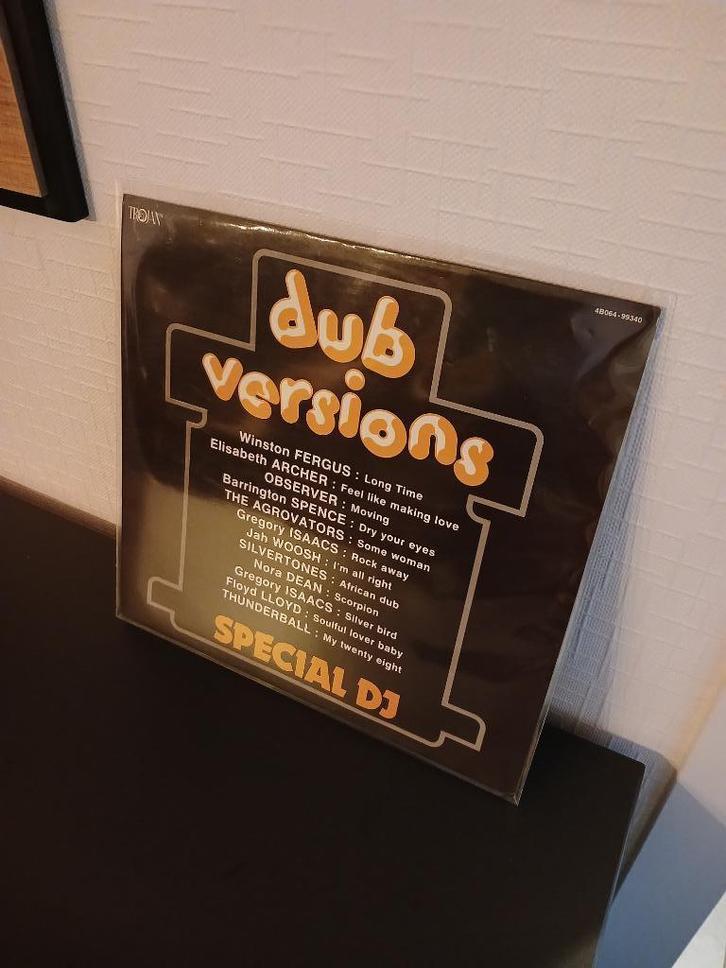 TROJAN
4B064-99340
dub
versions
Winston FERGUS : Long Time
Elisabeth ARCHER : Feel like making love
OBSERVER : Moving
Barrington SPENCE : Dry your eyes
THE AGROVATORS : Some woman
Gregory ISAACS : Rock away
Jah WOOSH : I'm all right
SILVERTONES : African dub
Nora DEAN : Scorpion
Gregory ISAACS : Silver bird
Floyd LLOYD : Soulful lover baby
THUNDERBALL : My twenty eight
SPECIAL DJ